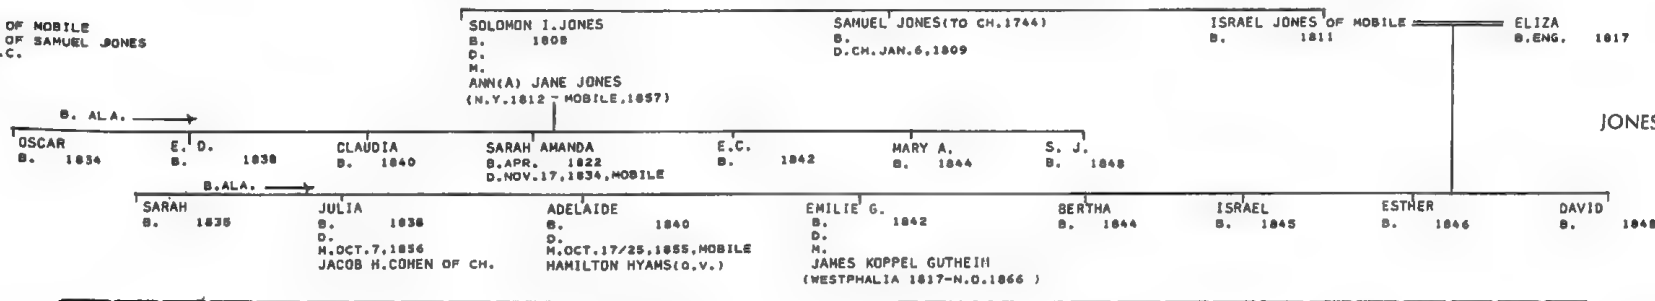 OF MOBILE
OF SAMUEL JONES
.C.
SOLOMON I.JONES
B. 1808
D.
M.
ANN(A) JANE JONES
(N.Y.1812 - MOBILE,1857)
SAMUEL JONES(TO CH.1744)
B.
D.CH.JAN.6,1809
ISRAEL JONES OF MOBILE
B. 1811
ELIZA
B.ENG. 1817
JONES
B. ALA.
OSCAR
B. 1834
E. D.
B. 1838
CLAUDIA
B. 1840
SARAH AMANDA
B.APR. 1822
D.NOV.17,1834,MOBILE
E.C.
B. 1842
MARY A.
B. 1844
S. J.
B. 1848
B.ALA.
SARAH
B. 1835
JULIA
B. 1838
D.
M.OCT.7,1856
JACOB H.COHEN OF CH.
ADELAIDE
B. 1840
D.
M.OCT.17/25,1855,MOBILE
HAMILTON HYAMS(Q.V.)
EMILIE G.
B. 1842
D.
M.
JAMES KOPPEL GUTHEIM
(WESTPHALIA 1817-N.O.1866 )
BERTHA
B. 1844
ISRAEL
B. 1845
ESTHER
B. 1846
DAVID
B. 1848